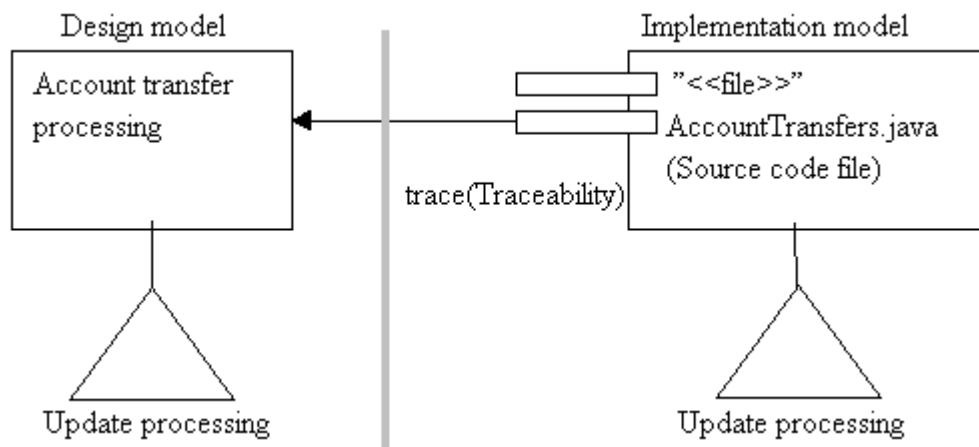 Design model
Account transfer
processing
Update processing
trace(Traceability)
Implementation model
"<<file>>"
AccountTransfers.java
(Source code file)
Update processing